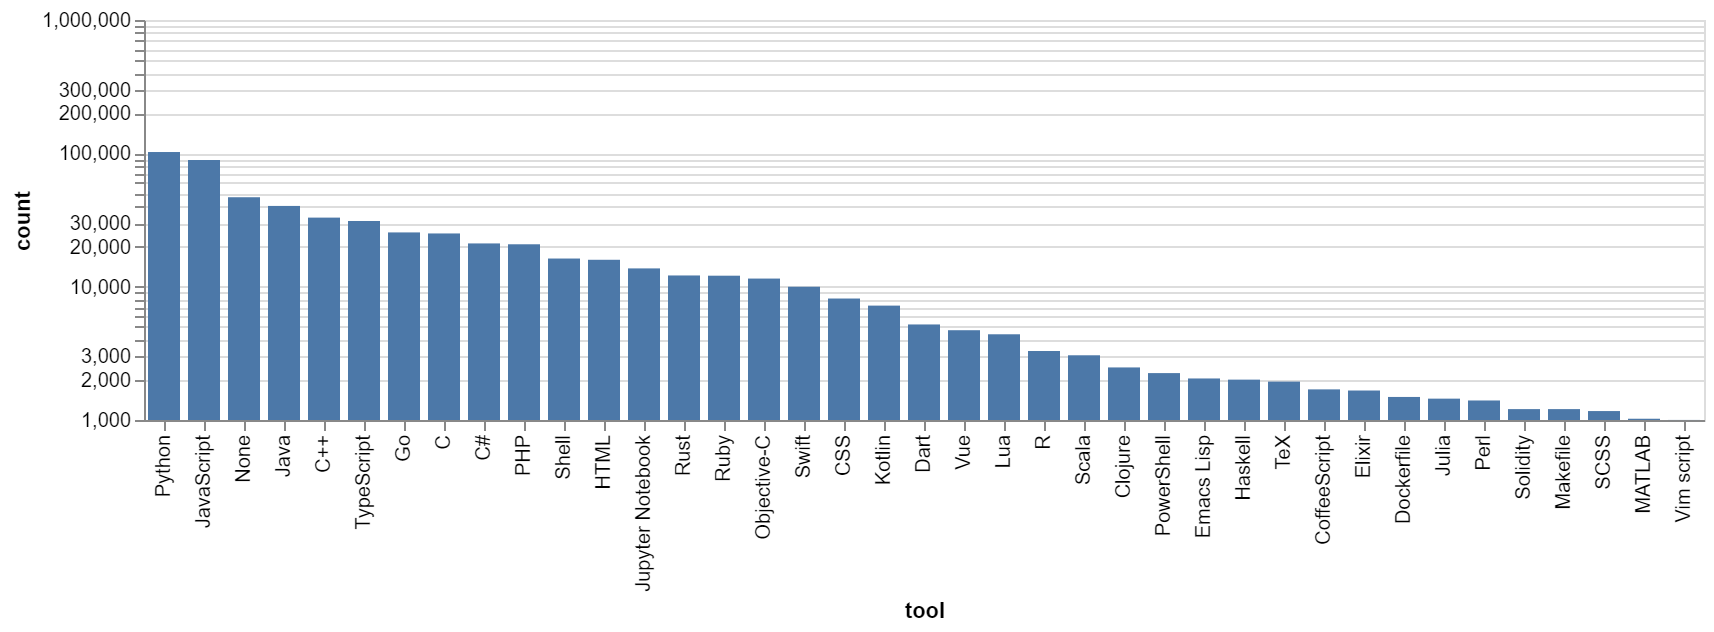 count
1,000,000
300,000
200,000
100,000
30,000
20,000
10,000
3,000
2,000
1,000
Python
JavaScript
None
Java
C++
TypeScript
Go
C
C#
PHP
Shell
HTML
Jupyter Notebook
Rust
Ruby
Objective-C
Swift
CSS
Kotlin
Dart
Vue
Lua
R
Scala
Clojure
PowerShell
Emacs Lisp
Haskell
TeX
CoffeeScript
Elixir
Dockerfile
Julia
Perl
Solidity
Makefile
SCSS
MATLAB
Vim script
tool